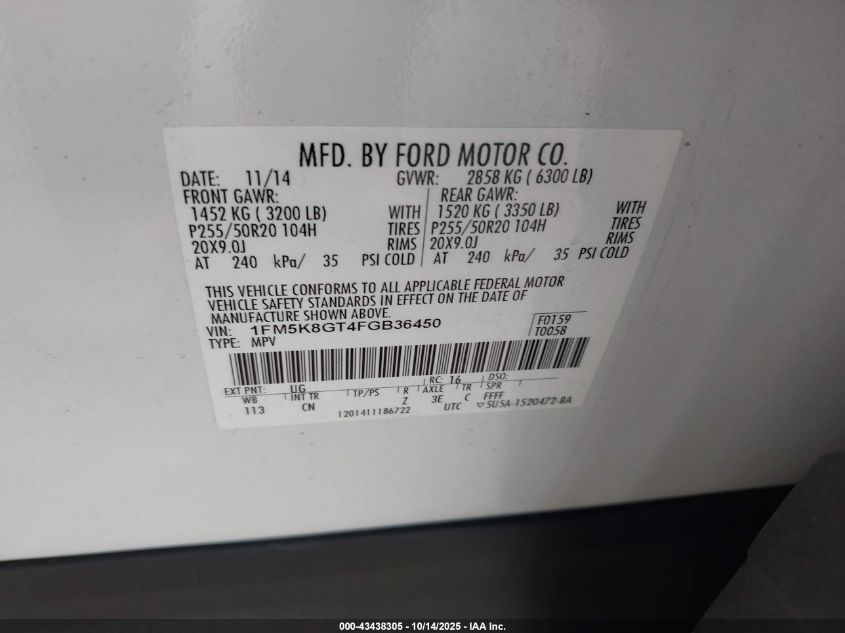 MFD. BY FORD MOTOR CO.
DATE: 11/14 GVWR: 2858 KG ( 6300 LB)
FRONT GAWR: REAR GAWR:
1452 KG ( 3200 LB) WITH 1520 KG ( 3350 LB) WITH
P255/50R20 104H TIRES P255/50R20 104H TIRES
20X9.0J RIMS 20X9.0J RIMS
AT 240 kPa/ 35 PSI COLD AT 240 kPa/ 35 PSI COLD
THIS VEHICLE CONFORMS TO ALL APPLICABLE FEDERAL MOTOR
VEHICLE SAFETY STANDARDS IN EFFECT ON THE DATE OF
MANUFACTURE SHOWN ABOVE.
VIN: 1FM5K8GT4FGB36450 F0159
TYPE: MPV T0058
EXT PNT: UG RC: 16 DSO:
WB INT TR TP/PS R AXLE TR SPR
113 CN Z 3E C FFFF
1201411186722 UTC ▽5U5A-1520472-BA
000-43438305 - 10/14/2025 - IAA Inc.